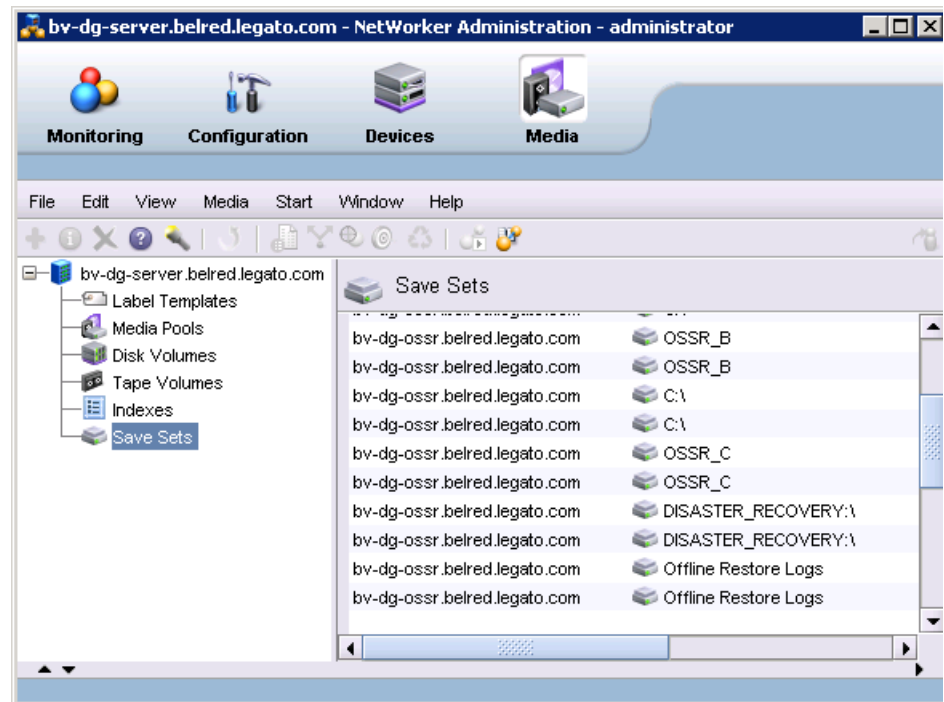 bv-dg-server.belred.legato.com - NetWorker Administration - administrator
Monitoring Configuration Devices Media
File Edit View Media Start Window Help
bv-dg-server.belred.legato.com
Label Templates
Media Pools
Disk Volumes
Tape Volumes
Indexes
Save Sets
Save Sets
bv-dg-ossr.belred.legato.com OSSR_B
bv-dg-ossr.belred.legato.com OSSR_B
bv-dg-ossr.belred.legato.com C:\
bv-dg-ossr.belred.legato.com C:\
bv-dg-ossr.belred.legato.com OSSR_C
bv-dg-ossr.belred.legato.com OSSR_C
bv-dg-ossr.belred.legato.com DISASTER_RECOVERY:\
bv-dg-ossr.belred.legato.com DISASTER_RECOVERY:\
bv-dg-ossr.belred.legato.com Offline Restore Logs
bv-dg-ossr.belred.legato.com Offline Restore Logs